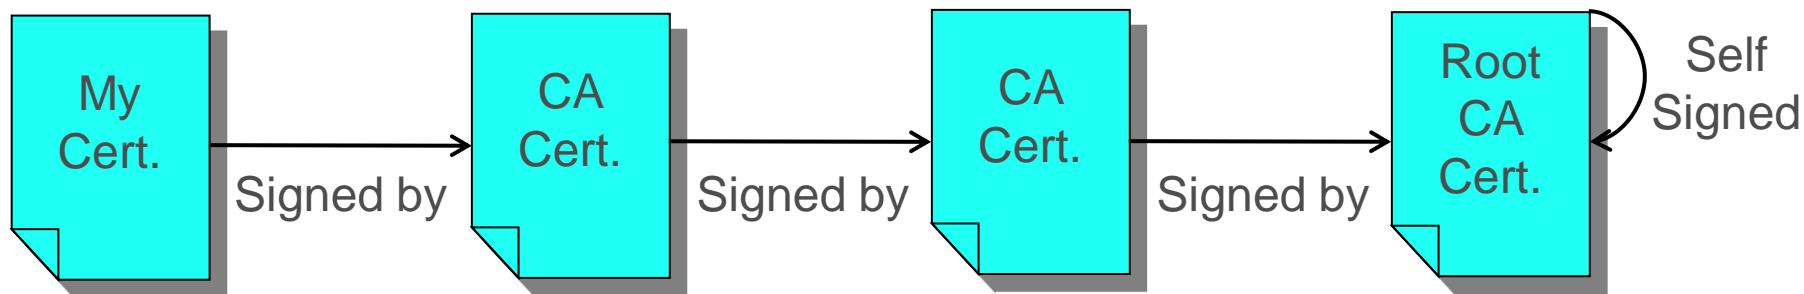 My
Cert.
Signed by
CA
Cert.
Signed by
CA
Cert.
Signed by
Root
CA
Cert.
Self
Signed